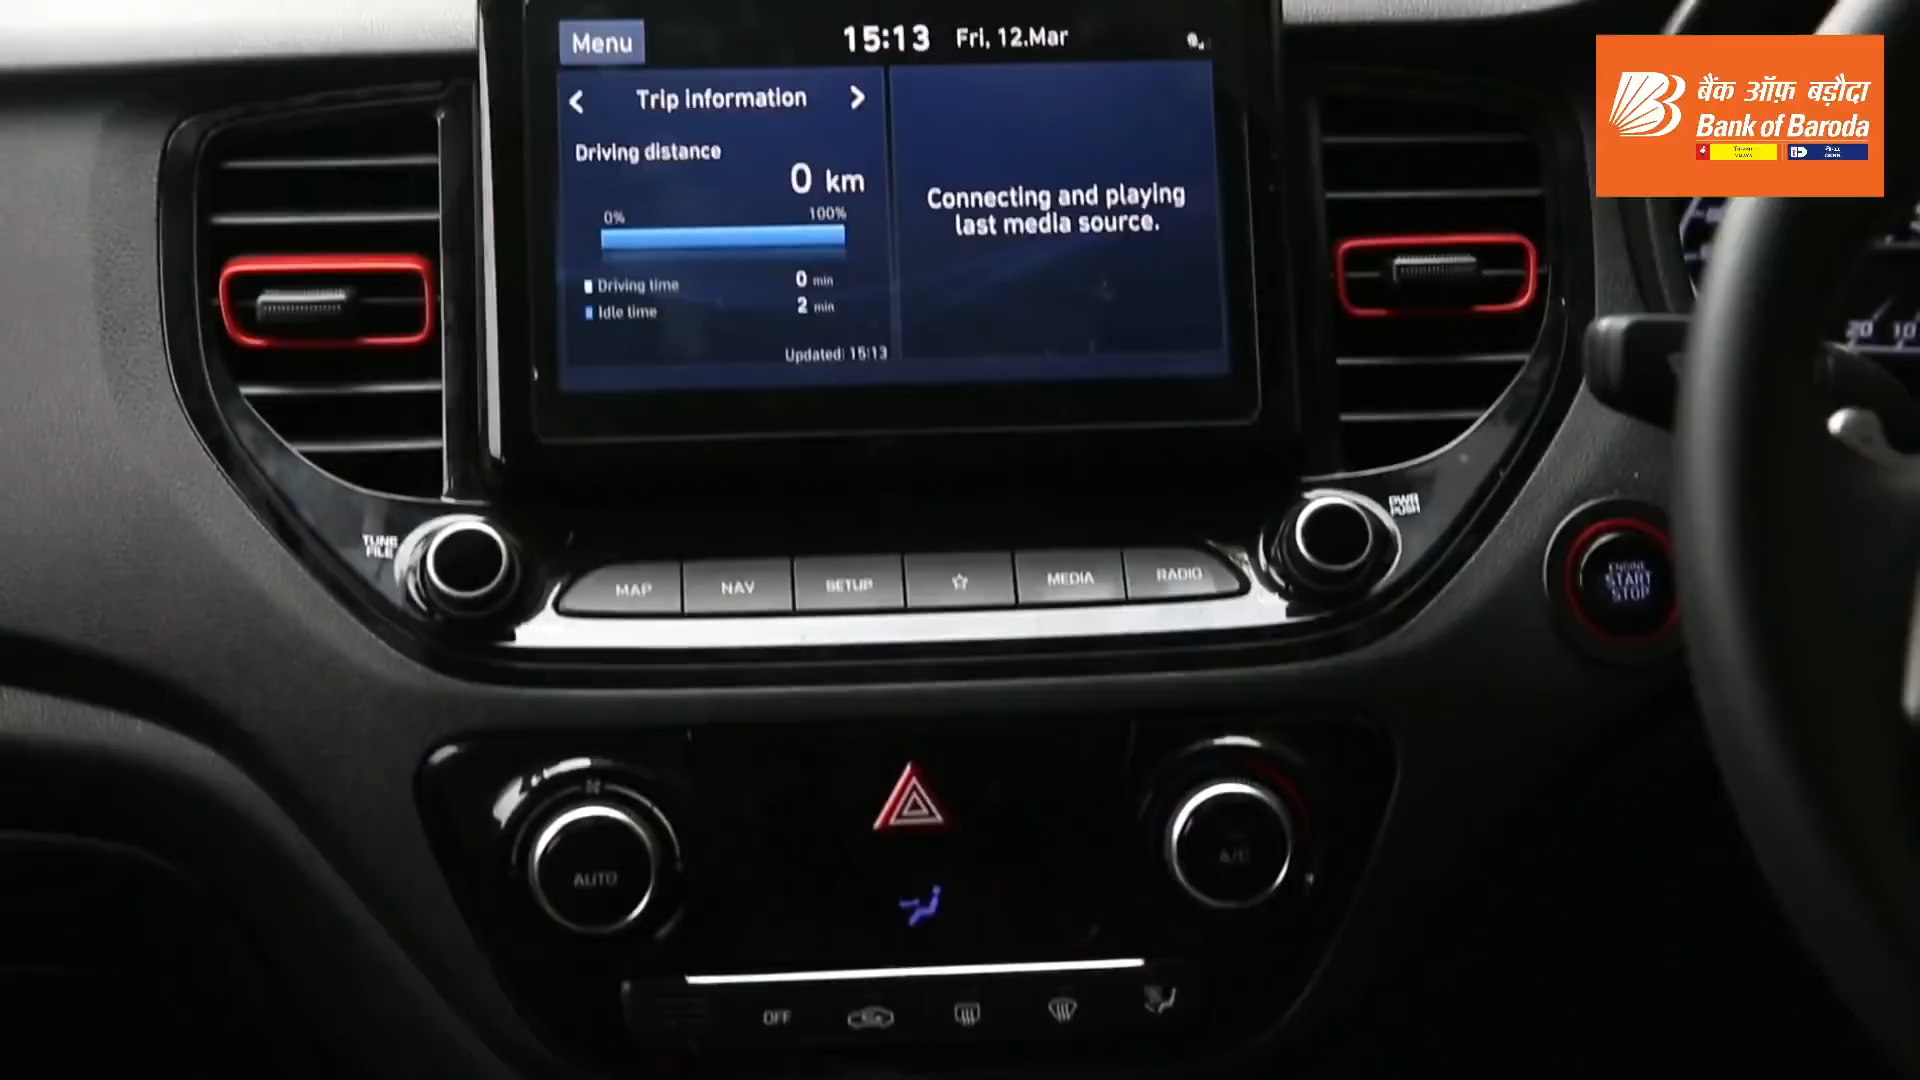 Menu
15:13 Fri, 12.Mar
Trip information
Driving distance
0 km
0% 100%
Driving time 0 min
Idle time 2 min
Updated: 15:13
Connecting and playing
last media source.
बैंक ऑफ़ बड़ौदा
Bank of Baroda
TUNE
FILE
PWR
PUSH
MAP NAV SETUP ☆ MEDIA RADIO
ENGINE
START
STOP
20 10
AUTO
A/C
OFF